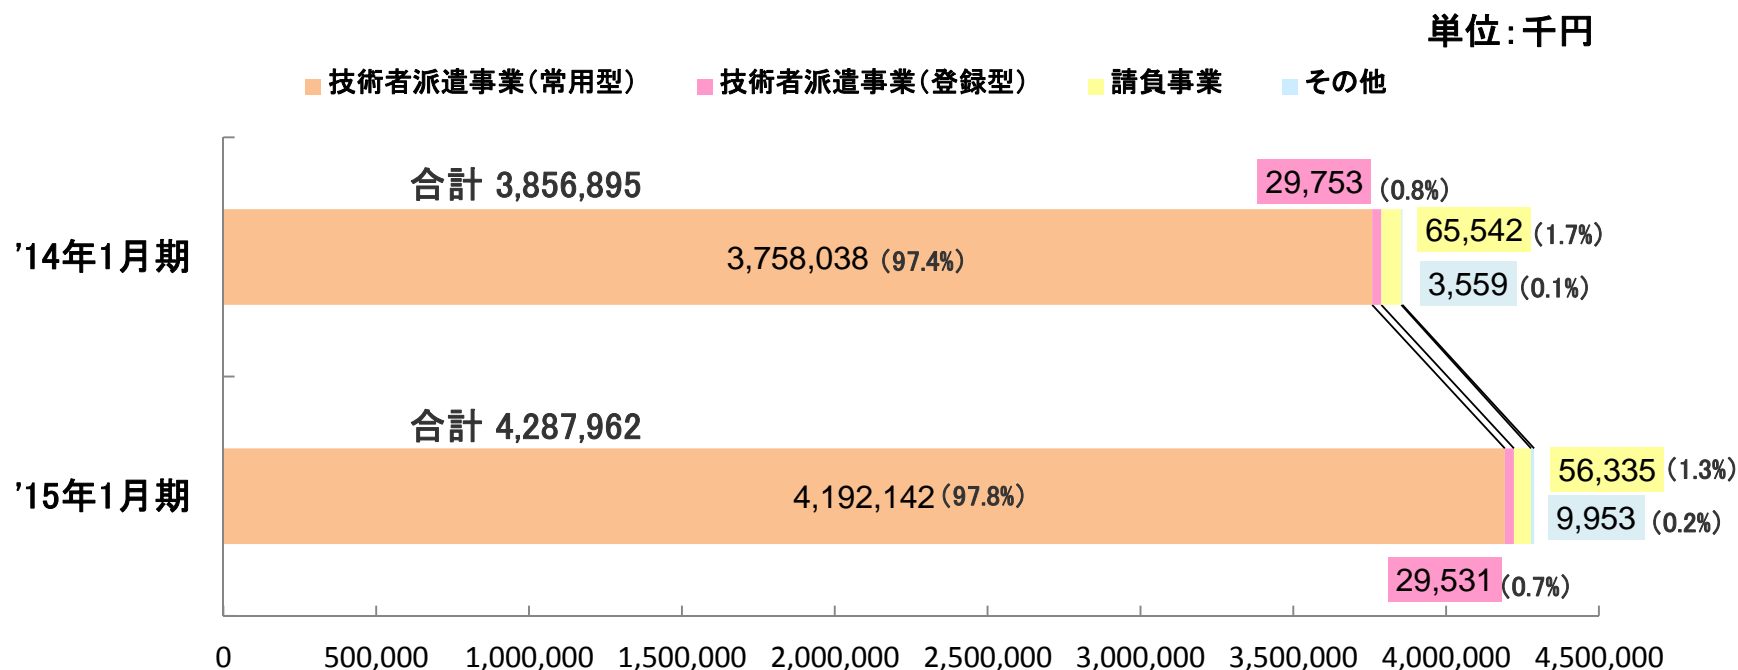 単位：千円
技術者派遣事業（常用型） 技術者派遣事業（登録型） 請負事業 その他
合計 3,856,895
29,753 （0.8%）
'14年1月期
3,758,038 （97.4%）
65,542 （1.7%）
3,559 （0.1%）
合計 4,287,962
'15年1月期
4,192,142 （97.8%）
56,335 （1.3%）
9,953 （0.2%）
29,531 （0.7%）
0 500,000 1,000,000 1,500,000 2,000,000 2,500,000 3,000,000 3,500,000 4,000,000 4,500,000